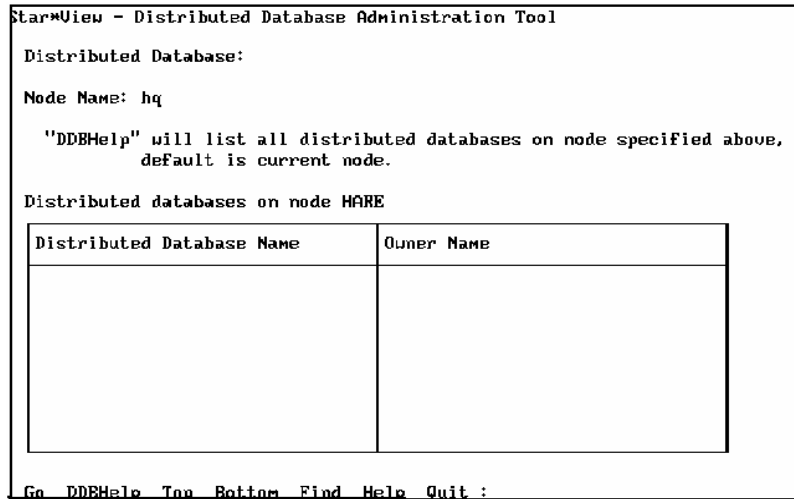 Star*View - Distributed Database Administration Tool
Distributed Database:
Node Name: hq
"DDBHelp" will list all distributed databases on node specified above,
default is current node.
Distributed databases on node HARE
Distributed Database Name Owner Name
Go DDBHelp Top Bottom Find Help Quit :